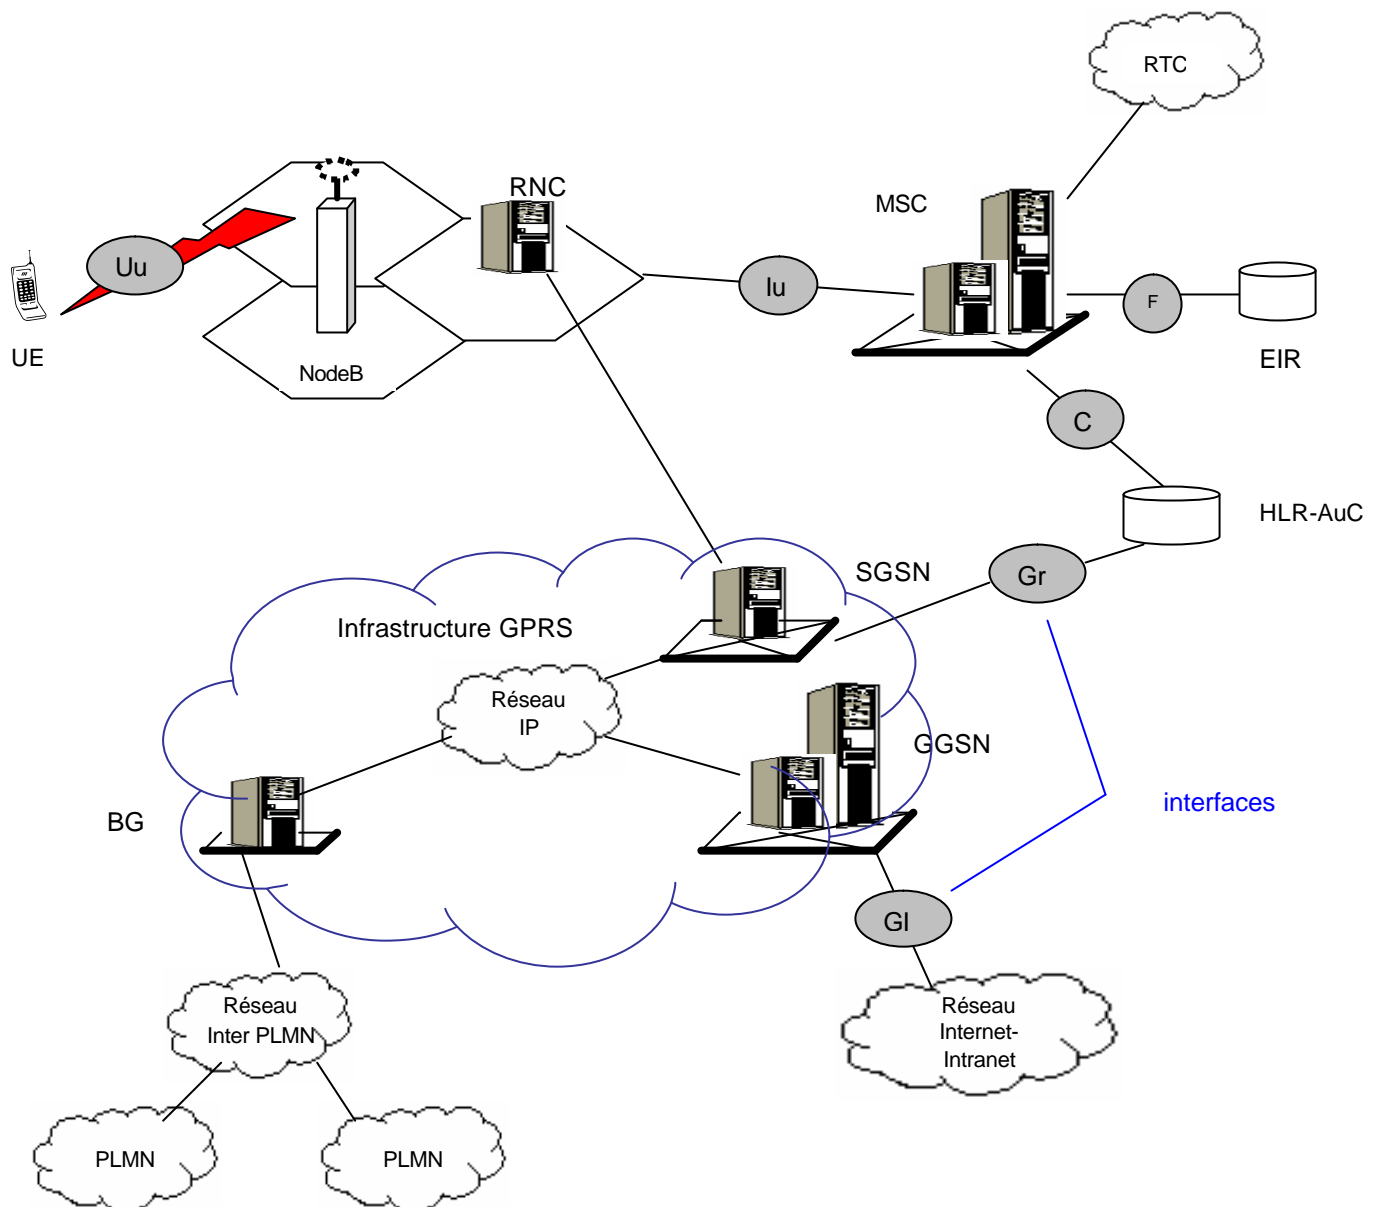 RTC
RNC
MSC
Uu
Iu
F
UE
NodeB
EIR
C
HLR-AuC
SGSN
Gr
Infrastructure GPRS
Réseau
IP
GGSN
interfaces
BG
GI
Réseau
Inter PLMN
Réseau
Internet-
Intranet
PLMN
PLMN